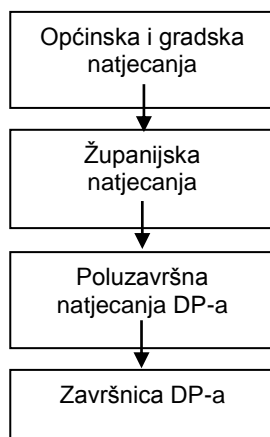 Općinska i gradska
natjecanja
Županijska
natjecanja
Poluzavršna
natjecanja DP-a
Završnica DP-a